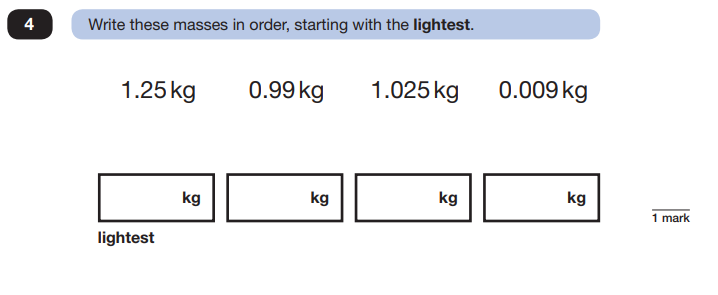 4
Write these masses in order, starting with the lightest.
1.25 kg 0.99 kg 1.025 kg 0.009 kg
kg kg kg kg
lightest
1 mark